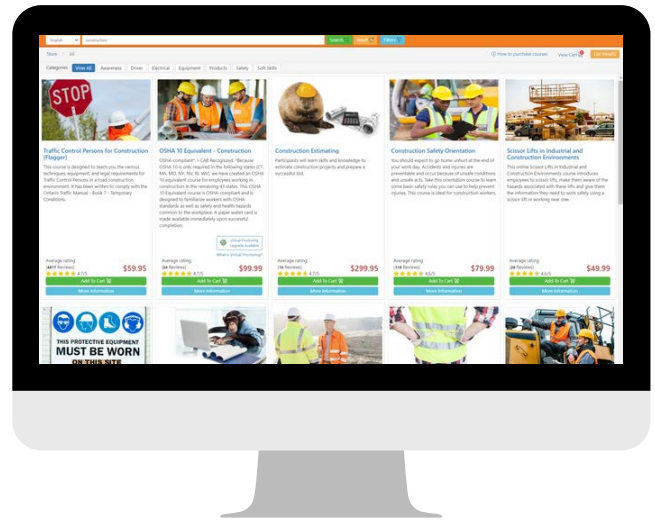 English construction Search Reset Filters
Store All How to purchase courses View Cart
Categories View All Awareness Driver Electrical Equipment Products Safety Soft Skills
STOP
Traffic Control Persons for Construction
(Flagger)
This course is designed to teach you the various
techniques, equipment, and legal requirements for
Traffic Control Persons in a road construction
environment. It has been written to comply with the
Ontario Traffic Manual - Book 7 - Temporary
Conditions.
Average rating
Reviews)
4.7/5
$59.95
Add To Cart
More Information
OSHA 10 Equivalent - Construction
OSHA-compliant*, I-CAB Recognized. *Because
OSHA 10 is only required in the following states (CT,
MA, MO, NY, NV, RI, WV), we have created an OSHA
10 equivalent course for employees working in
construction in the remaining 43 states. This OSHA
10 Equivalent course is OSHA-compliant and is
designed to familiarize workers with OSHA
standards as well as safety and health hazards
common to the workplace. A paper wallet card is
made available immediately upon successful
completion.
Virtual Proctoring
Upgrade Available
What is Virtual Proctoring?
Average rating
Reviews)
4.7/5
$99.99
Add To Cart
More Information
Construction Estimating
Participants will learn skills and knowledge to
estimate construction projects and prepare a
successful bid.
Average rating
Reviews)
4.7/5
$299.95
Add To Cart
More Information
Construction Safety Orientation
You should expect to go home unhurt at the end of
your work day. Accidents and injuries are
preventable and occur because of unsafe conditions
and unsafe acts. Take this orientation course to learn
some basic safety rules you can use to help prevent
injuries. This course is ideal for construction workers.
Average rating
Reviews)
4.6/5
$79.99
Add To Cart
More Information
Scissor Lifts in Industrial and
Construction Environments
This online Scissor Lifts in Industrial and
Construction Environments course introduces
employees to scissor lifts, make them aware of the
hazards associated with these lifts and give them
the information they need to work safely using a
scissor lift or working near one.
Average rating
Reviews)
4.6/5
$49.99
Add To Cart
More Information
THIS PROTECTIVE EQUIPMENT
MUST BE WORN
ON THIS SITE